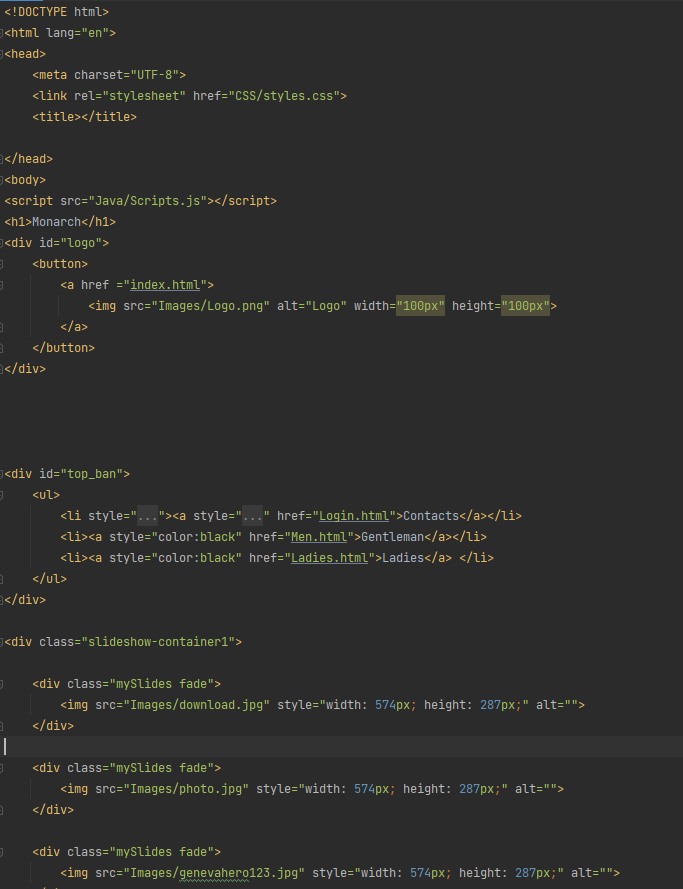 <!DOCTYPE html>
<html lang="en">
<head>
    <meta charset="UTF-8">
    <link rel="stylesheet" href="CSS/styles.css">
    <title></title>

</head>
<body>
<script src="Java/Scripts.js"></script>
<h1>Monarch</h1>
<div id="logo">
    <button>
        <a href ="index.html">
            <img src="Images/Logo.png" alt="Logo" width="100px" height="100px">
        </a>
    </button>
</div>

<div id="top_ban">
    <ul>
        <li style="..."><a style="..." href="Login.html">Contacts</a></li>
        <li><a style="color:black" href="Men.html">Gentleman</a></li>
        <li><a style="color:black" href="Ladies.html">Ladies</a> </li>
    </ul>
</div>

<div class="slideshow-container1">

    <div class="mySlides fade">
        <img src="Images/download.jpg" style="width: 574px; height: 287px;" alt="">
    </div>

    <div class="mySlides fade">
        <img src="Images/photo.jpg" style="width: 574px; height: 287px;" alt="">
    </div>

    <div class="mySlides fade">
        <img src="Images/genevahero123.jpg" style="width: 574px; height: 287px;" alt="">